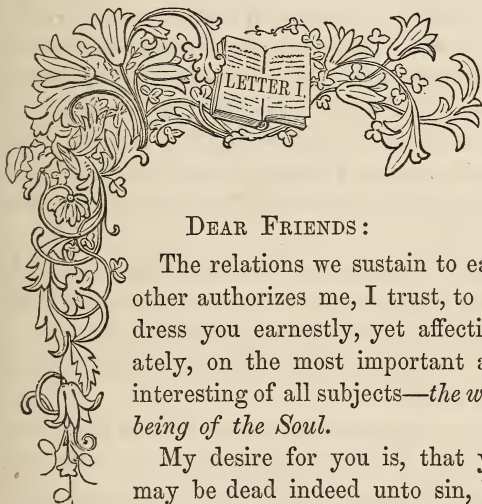 LETTER I.
DEAR FRIENDS:
The relations we sustain to ea
other authorizes me, I trust, to
dress you earnestly, yet affecti
ately, on the most important a
interesting of all subjects—the w
being of the Soul.
My desire for you is, that y
may be dead indeed unto sin,